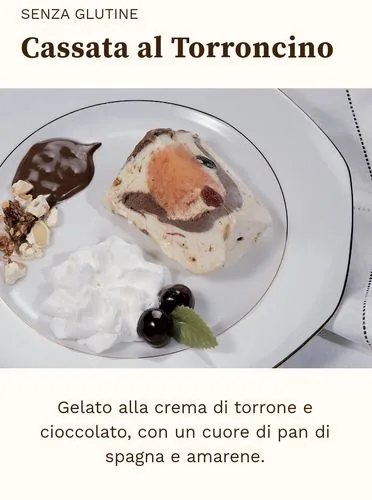 SENZA GLUTINE
Cassata al Torroncino
Gelato alla crema di torrone e
cioccolato, con un cuore di pan di
spagna e amarene.